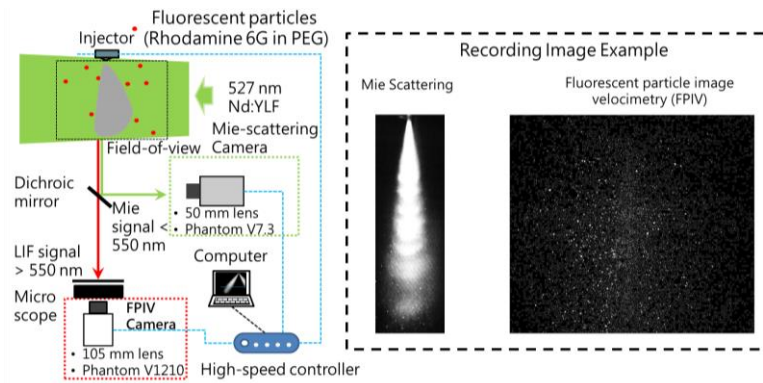 Fluorescent particles
(Rhodamine 6G in PEG)
Injector
527 nm
Nd:YLF
Field-of-view
Mie-scattering
Camera
Dichroic
mirror
Mie
signal <
550 nm
• 50 mm lens
• Phantom V7.3
LIF signal
> 550 nm
Computer
Micro
scope
FPIV
Camera
• 105 mm lens
• Phantom V1210
High-speed controller
Recording Image Example
Mie Scattering
Fluorescent particle image
velocimetry (FPIV)